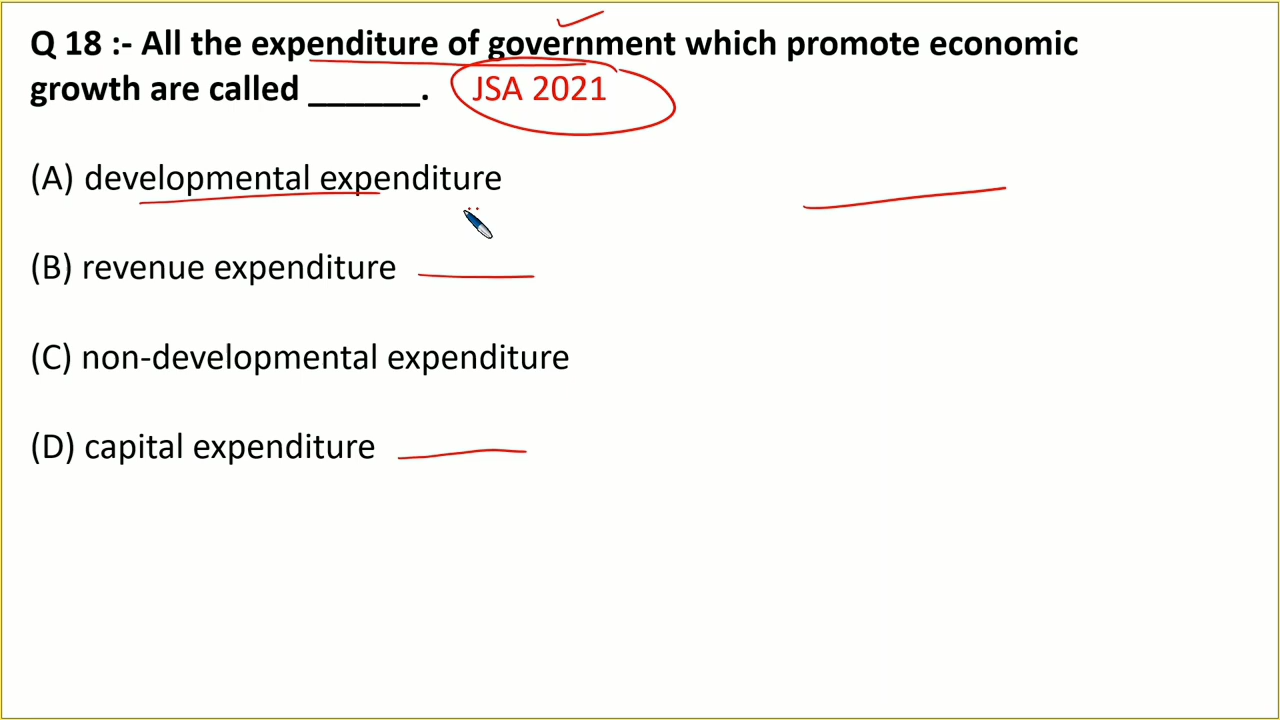 Q 18 :- All the expenditure of government which promote economic
growth are called ______. JSA 2021
(A) developmental expenditure
(B) revenue expenditure
(C) non-developmental expenditure
(D) capital expenditure